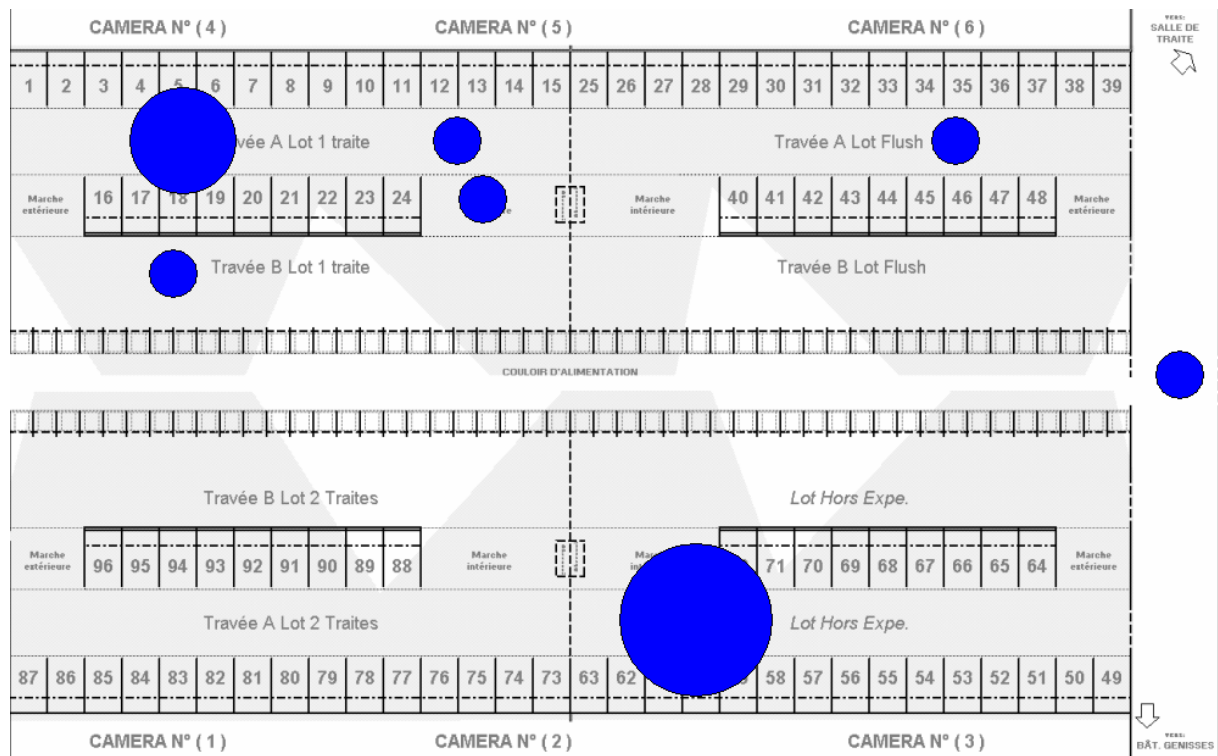 CAMERA N° ( 4 ) CAMERA N° ( 5 ) CAMERA N° ( 6 )
VERS:
SALLE DE
TRAITE
1 2 3 4 5 6 7 8 9 10 11 12 13 14 15 25 26 27 28 29 30 31 32 33 34 35 36 37 38 39
vée A Lot 1 traite Travée A Lot Flush
Marche
extérieure
16 17 18 19 20 21 22 23 24
Marche
intérieure
40 41 42 43 44 45 46 47 48
Marche
extérieure
Travée B Lot 1 traite Travée B Lot Flush
COULOIR D'ALIMENTATION
Travée B Lot 2 Traites Lot Hors Expe.
Marche
extérieure
96 95 94 93 92 91 90 89 88
Marche
intérieure
71 70 69 68 67 66 65 64
Marche
extérieure
Travée A Lot 2 Traites Lot Hors Expe.
87 86 85 84 83 82 81 80 79 78 77 76 75 74 73 63 62 58 57 56 55 54 53 52 51 50 49
CAMERA N° ( 1 ) CAMERA N° ( 2 ) CAMERA N° ( 3 )
VERS:
BÂT. GENISSES